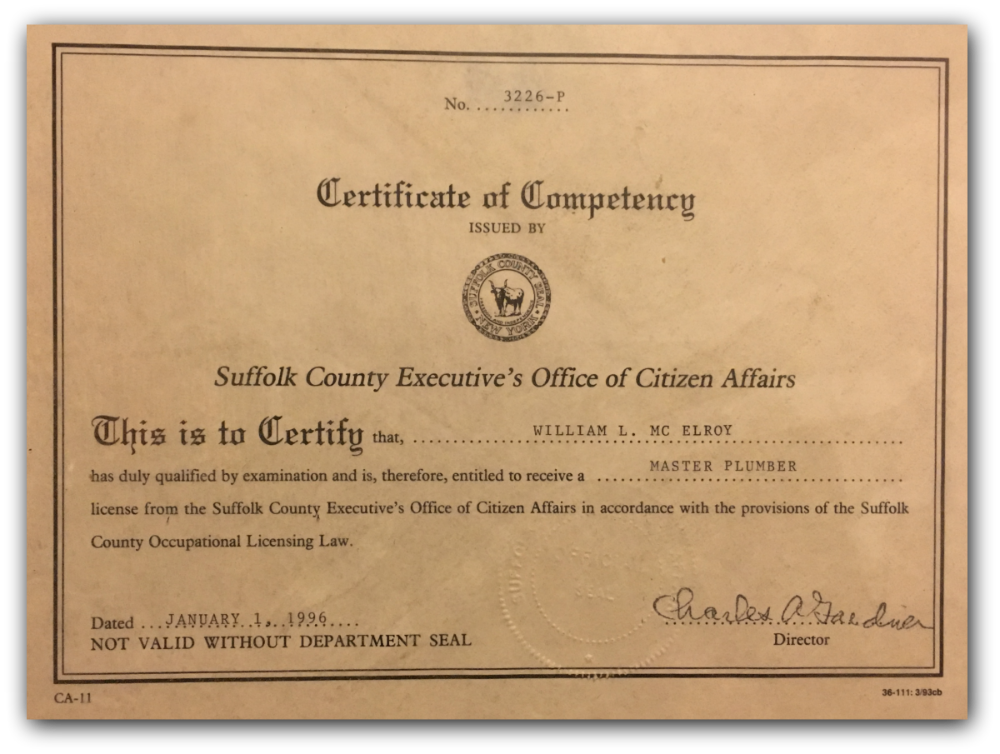 No. ............
3226-P
Certificate of Competency
ISSUED BY
SUFFOLK COUNTY SEAL
NEW YORK
Suffolk County Executive's Office of Citizen Affairs
This is to Certify that, WILLIAM L. MC ELROY
has duly qualified by examination and is, therefore, entitled to receive a MASTER PLUMBER
license from the Suffolk County Executive's Office of Citizen Affairs in accordance with the provisions of the Suffolk
County Occupational Licensing Law.
Dated ... JANUARY 1, 1996 ....
Charles A. Gardner
NOT VALID WITHOUT DEPARTMENT SEAL
Director
CA-11
36-111: 3/93cb